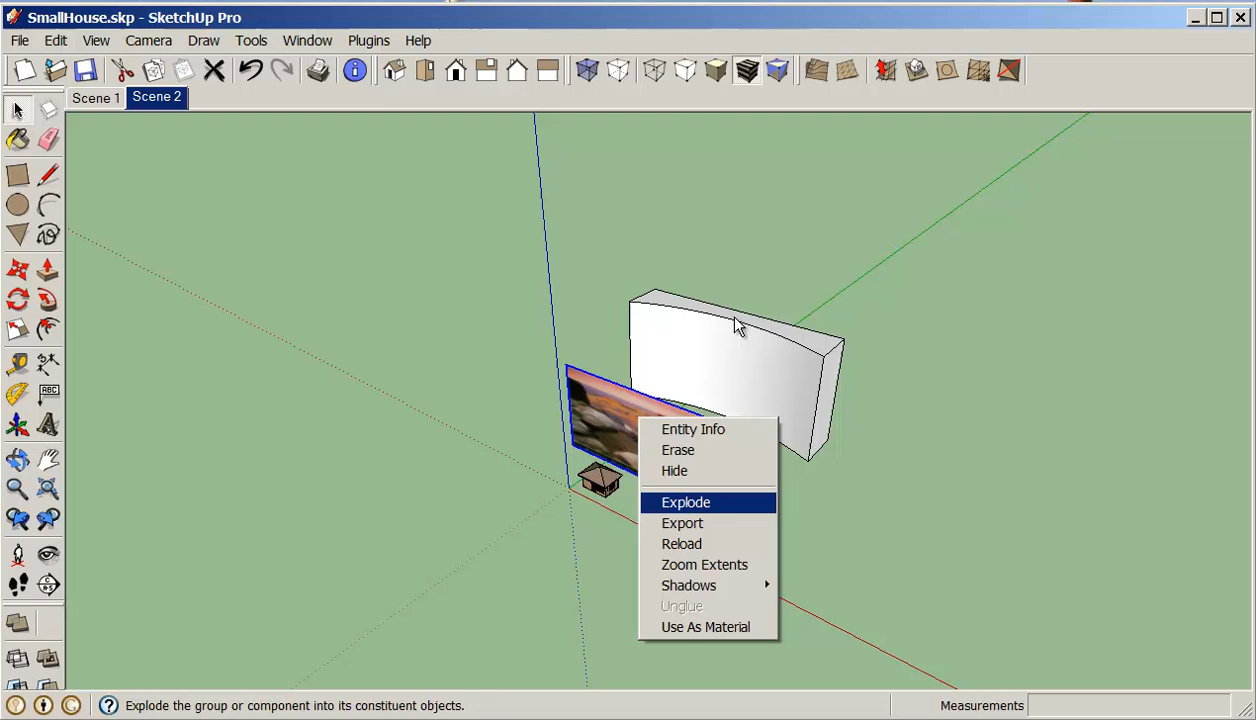 SmallHouse.skp - SketchUp Pro
File Edit View Camera Draw Tools Window Plugins Help
Scene 1 Scene 2
ABC
Entity Info
Erase
Hide
Explode
Export
Reload
Zoom Extents
Shadows
Unglue
Use As Material
Explode the group or component into its constituent objects.
Measurements